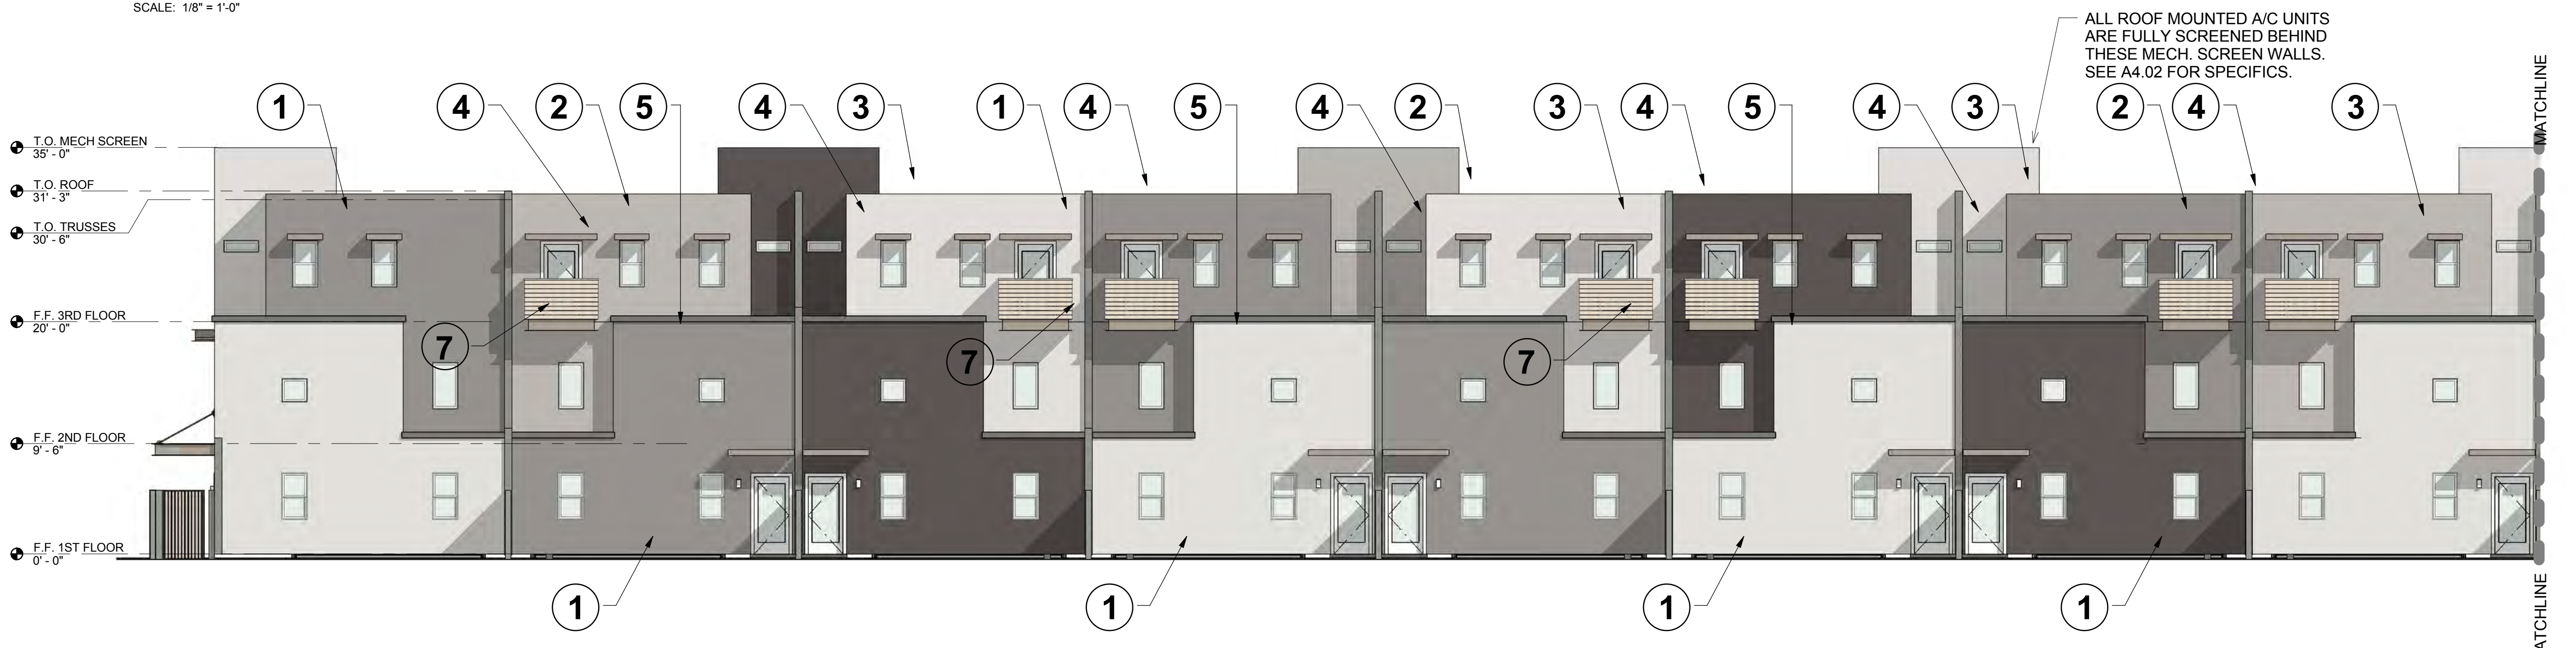 SCALE: 1/8" = 1'-0"
ALL ROOF MOUNTED A/C UNITS
ARE FULLY SCREENED BEHIND
THESE MECH. SCREEN WALLS.
SEE A4.02 FOR SPECIFICS.
MATCHLINE
1 4 2 5 4 3 1 4 5 4 2 3 4 5 4 3 2 4 3
T.O. MECH SCREEN
35' - 0"
T.O. ROOF
31' - 3"
T.O. TRUSSES
30' - 6"
F.F. 3RD FLOOR
20' - 0"
7 7 7
F.F. 2ND FLOOR
9' - 6"
F.F. 1ST FLOOR
0' - 0"
1 1 1 1
ATCHLINE